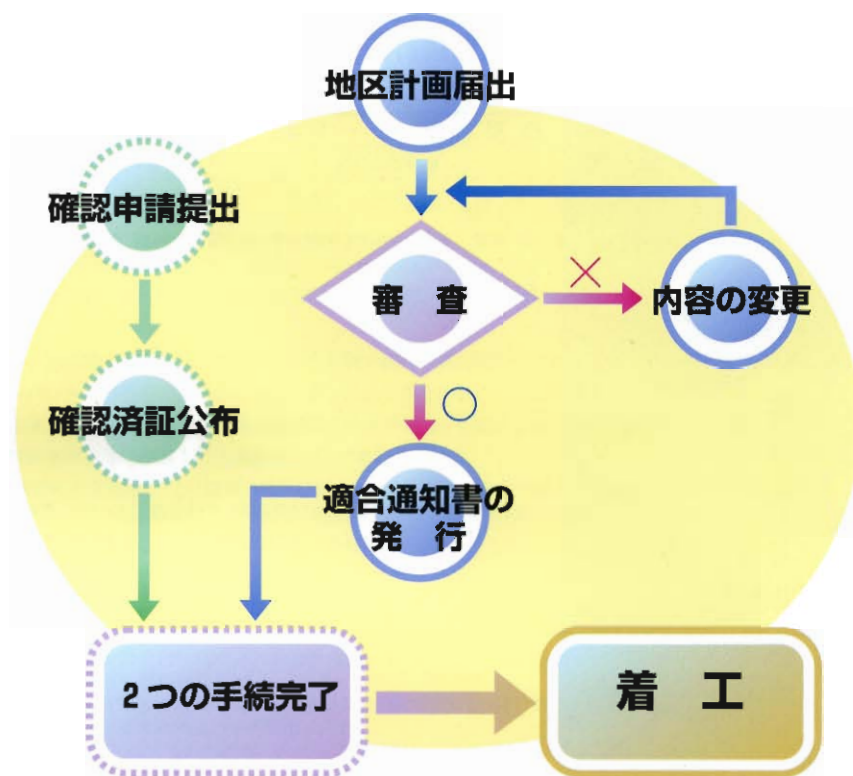 地区計画届出
確認申請提出
審　査
×
内容の変更
○
確認済証公布
適合通知書の
発　行
2つの手続完了
着　工